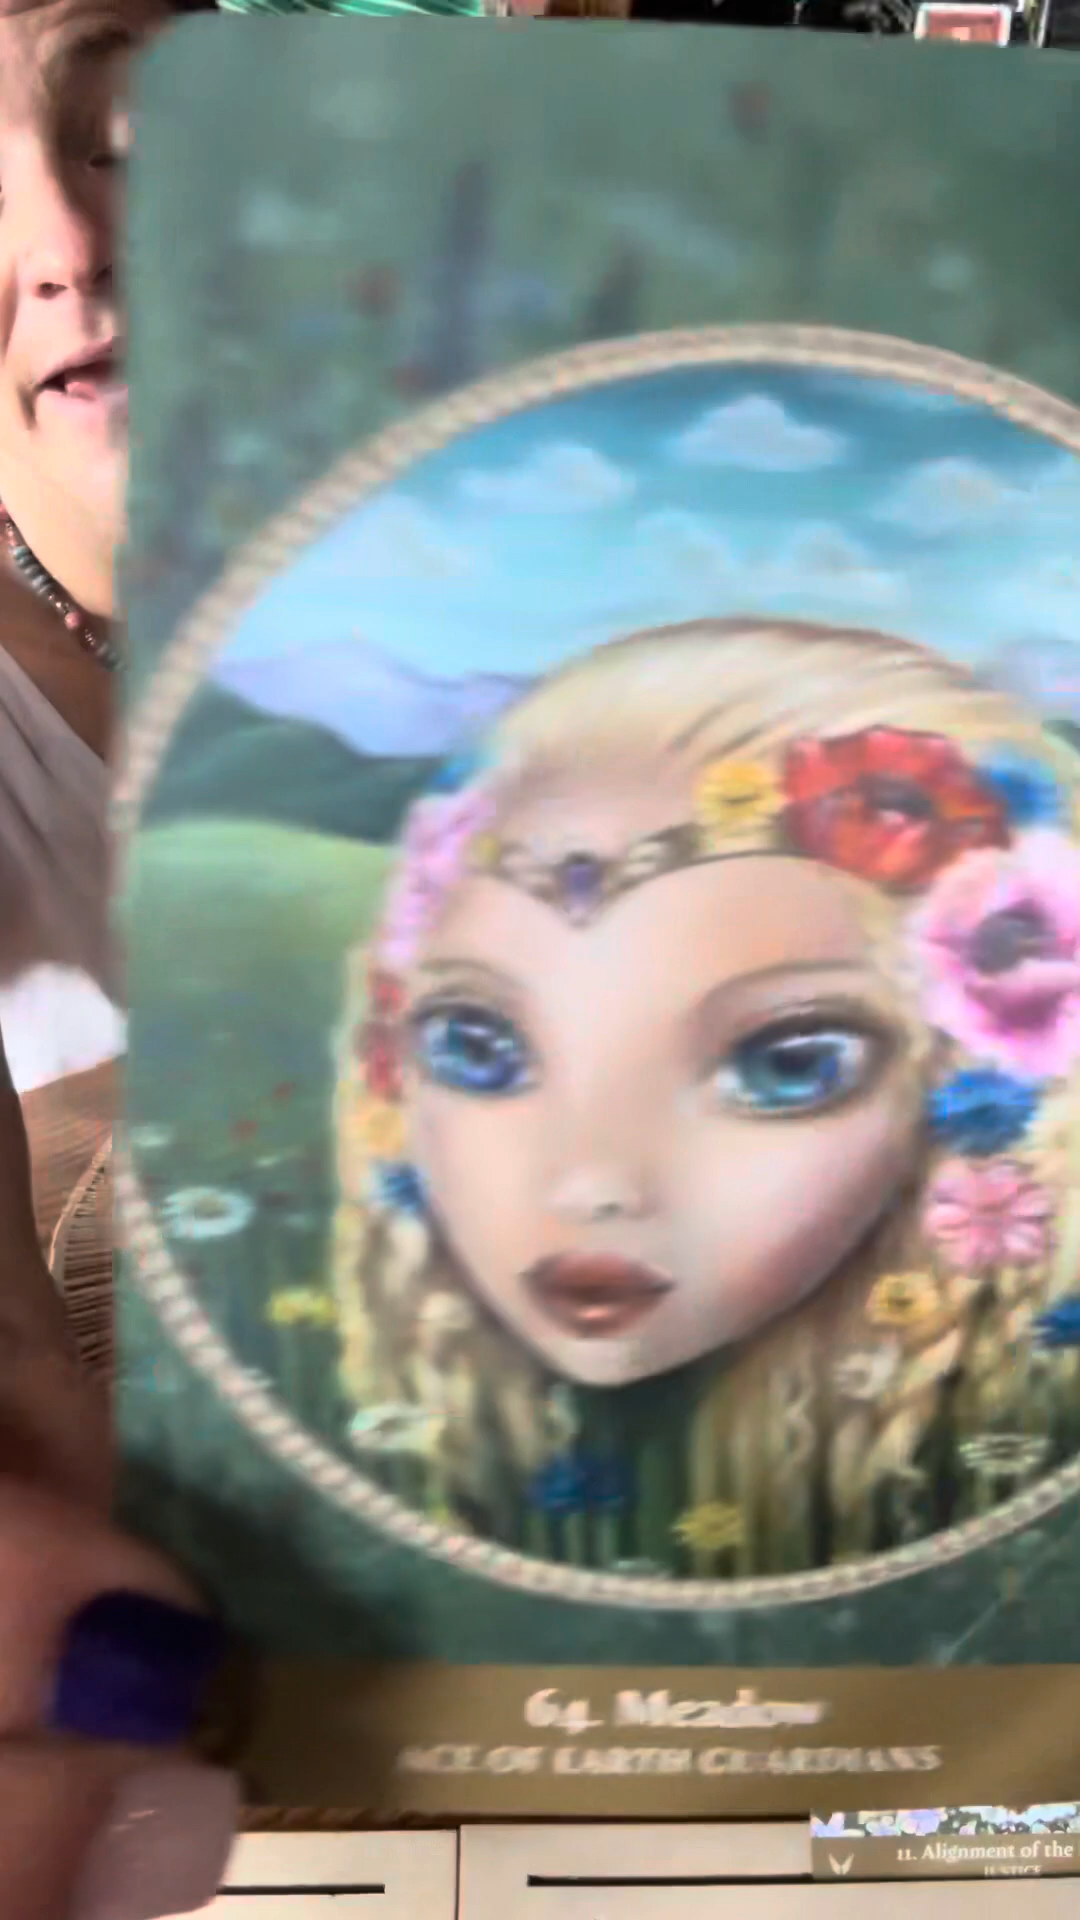 64. Meadow
ACE OF EARTH GUARDIANS
11. Alignment of the
JUSTICE